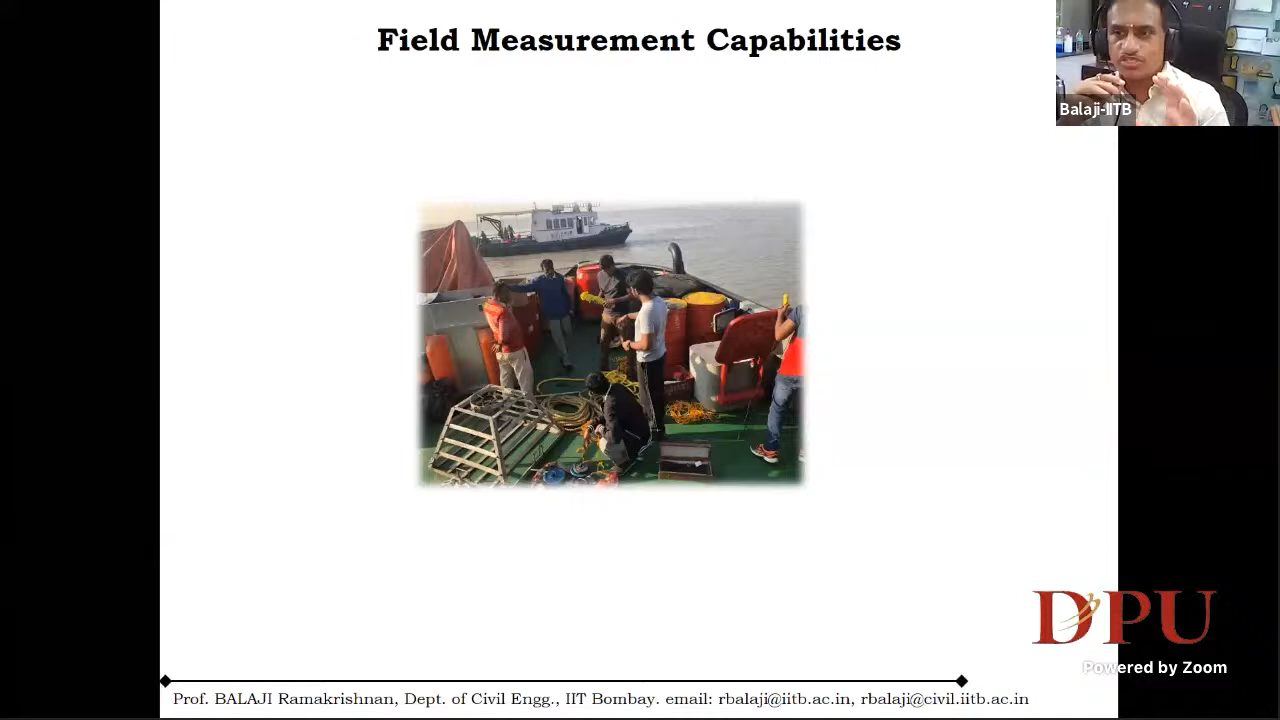 Field Measurement Capabilities
Balaji-IITB
DPU
Powered by Zoom
Prof. BALAJI Ramakrishnan, Dept. of Civil Engg., IIT Bombay. email: rbalaji@iitb.ac.in, rbalaji@civil.iitb.ac.in